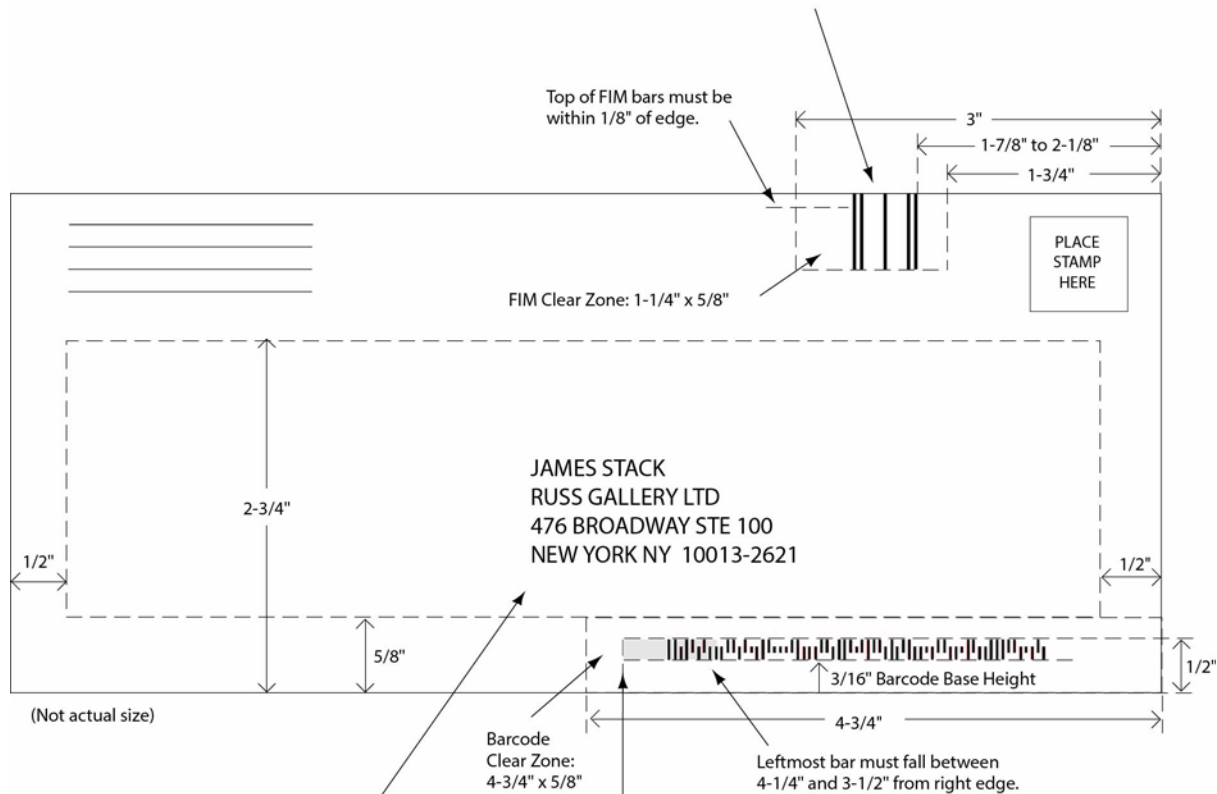 Top of FIM bars must be
within 1/8" of edge.
3"
1-7/8" to 2-1/8"
1-3/4"
PLACE
STAMP
HERE
FIM Clear Zone: 1-1/4" x 5/8"
2-3/4"
JAMES STACK
RUSS GALLERY LTD
476 BROADWAY STE 100
NEW YORK NY  10013-2621
1/2"
1/2"
5/8"
3/16" Barcode Base Height
1/2"
(Not actual size)
4-3/4"
Barcode
Clear Zone:
4-3/4" x 5/8"
Leftmost bar must fall between
4-1/4" and 3-1/2" from right edge.